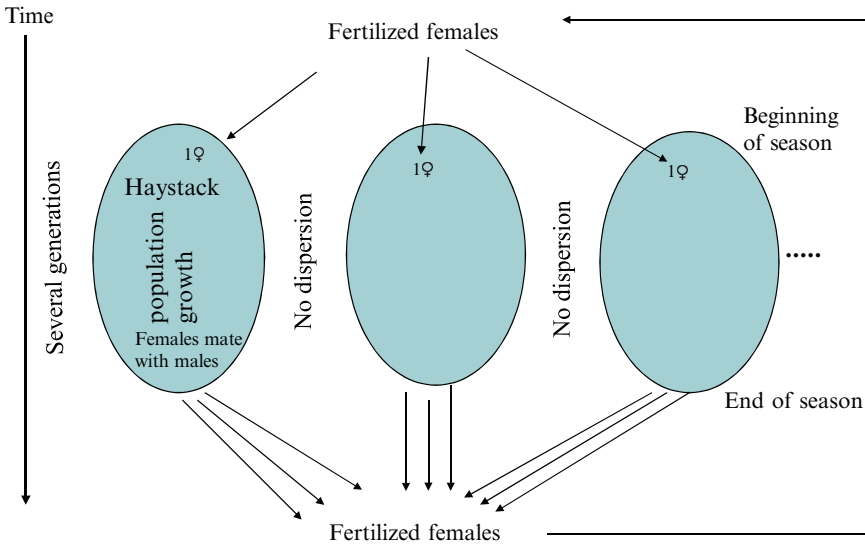 Time
Fertilized females
Beginning
of season
1♀
1♀
1♀
Haystack
population
growth
Females mate
with males
Several generations
No dispersion
No dispersion
.....
End of season
Fertilized females